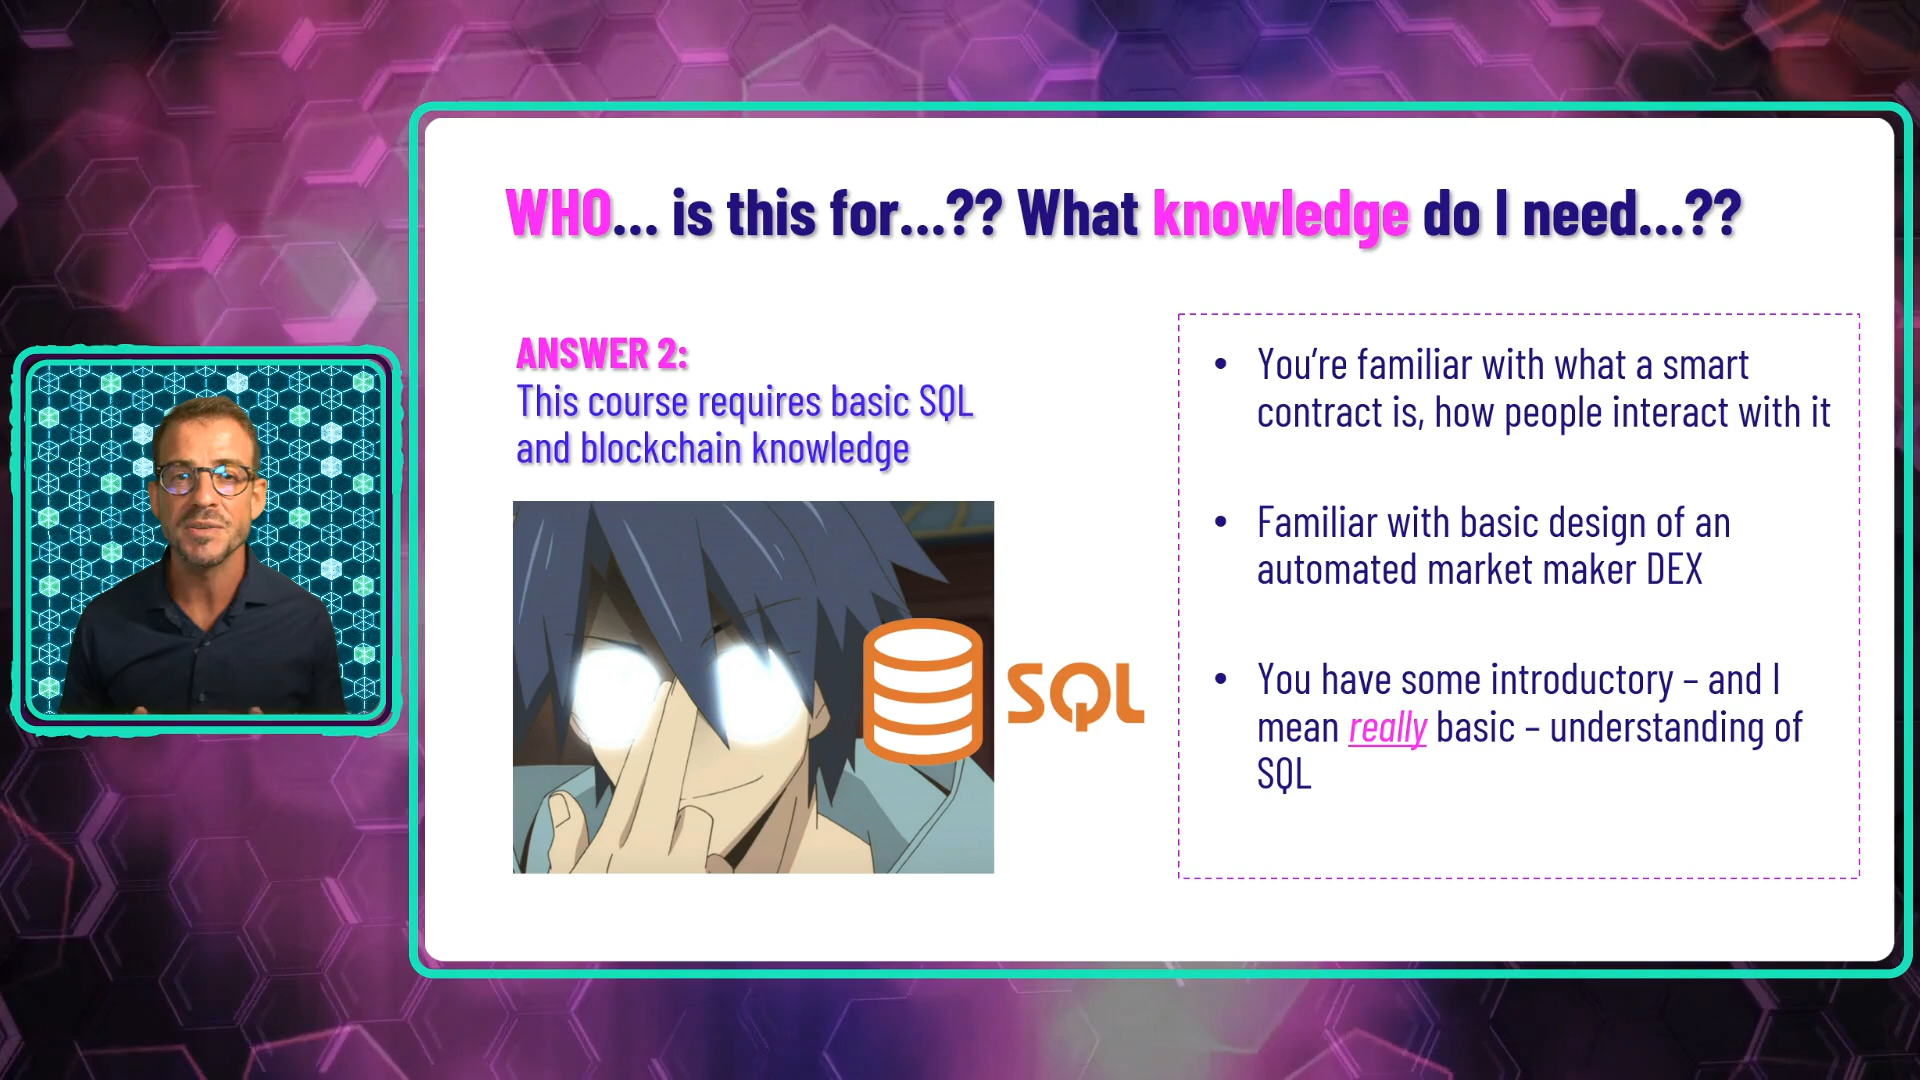 WHO... is this for...?? What knowledge do I need...??
ANSWER 2:
This course requires basic SQL
and blockchain knowledge
SQL
• You’re familiar with what a smart
contract is, how people interact with it
• Familiar with basic design of an
automated market maker DEX
• You have some introductory – and I
mean really basic – understanding of
SQL